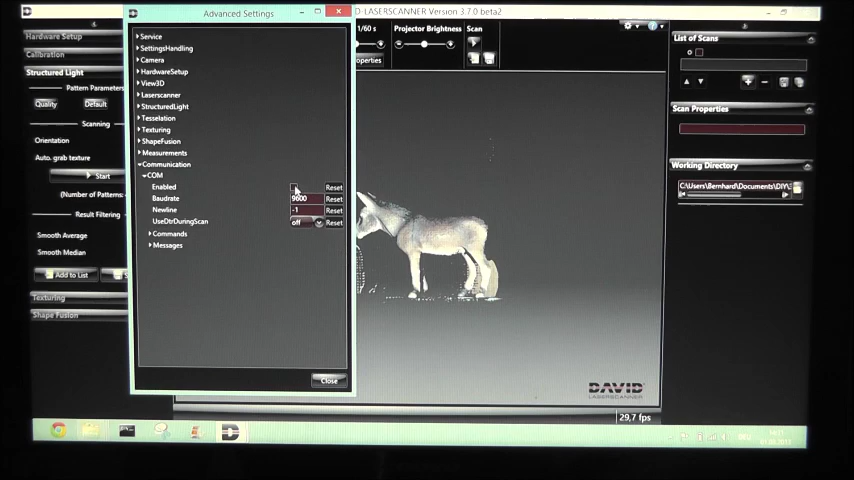 Advanced Settings
D-LASERSCANNER Version 3.7.0 beta2
Hardware Setup
Calibration
Structured Light
Pattern Parameters
Quality
Default
Scanning
Orientation
Auto. grab texture
Start
(Number of Patterns:
Result Filtering
Smooth Average
Smooth Median
Add to List
Texturing
Shape Fusion
Service
SettingsHandling
Camera
HardwareSetup
View3D
Laserscanner
StructuredLight
Tesselation
Texturing
ShapeFusion
Measurements
Communication
COM
Enabled
Reset
Baudrate
9600
Reset
Newline
-1
Reset
UseDtrDuringScan
off
Reset
Commands
Messages
Close
1/60 s
Projector Brightness
Scan
DAVID
LASERSCANNER
29,7 fps
List of Scans
Scan Properties
Working Directory
C:\Users\Bernhard\Documents\DIY